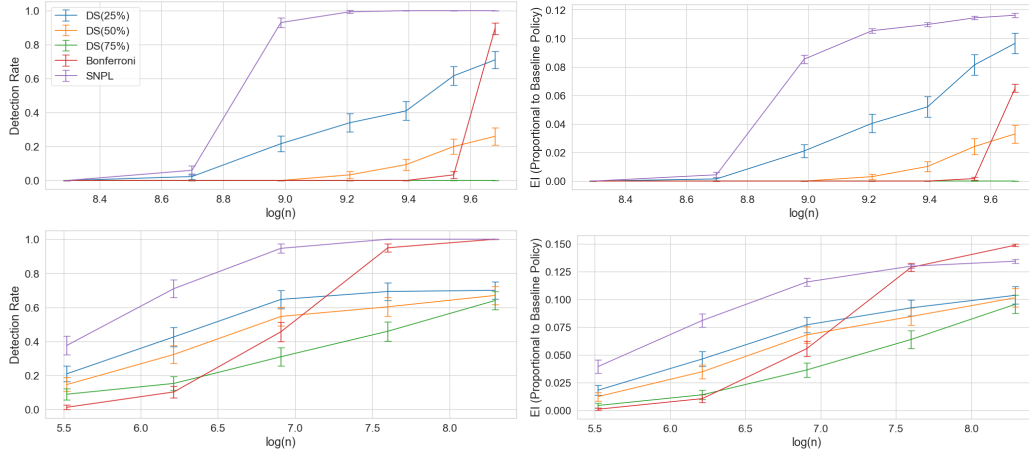 Detection Rate
1.0
0.8
0.6
0.4
0.2
0.0
DS(25%)
DS(50%)
DS(75%)
Bonferroni
SNPL
8.4 8.6 8.8 9.0 9.2 9.4 9.6
log(n)
EI (Proportional to Baseline Policy)
0.12
0.10
0.08
0.06
0.04
0.02
0.00
8.4 8.6 8.8 9.0 9.2 9.4 9.6
log(n)
Detection Rate
1.0
0.8
0.6
0.4
0.2
0.0
5.5 6.0 6.5 7.0 7.5 8.0
log(n)
EI (Proportional to Baseline Policy)
0.150
0.125
0.100
0.075
0.050
0.025
0.000
5.5 6.0 6.5 7.0 7.5 8.0
log(n)